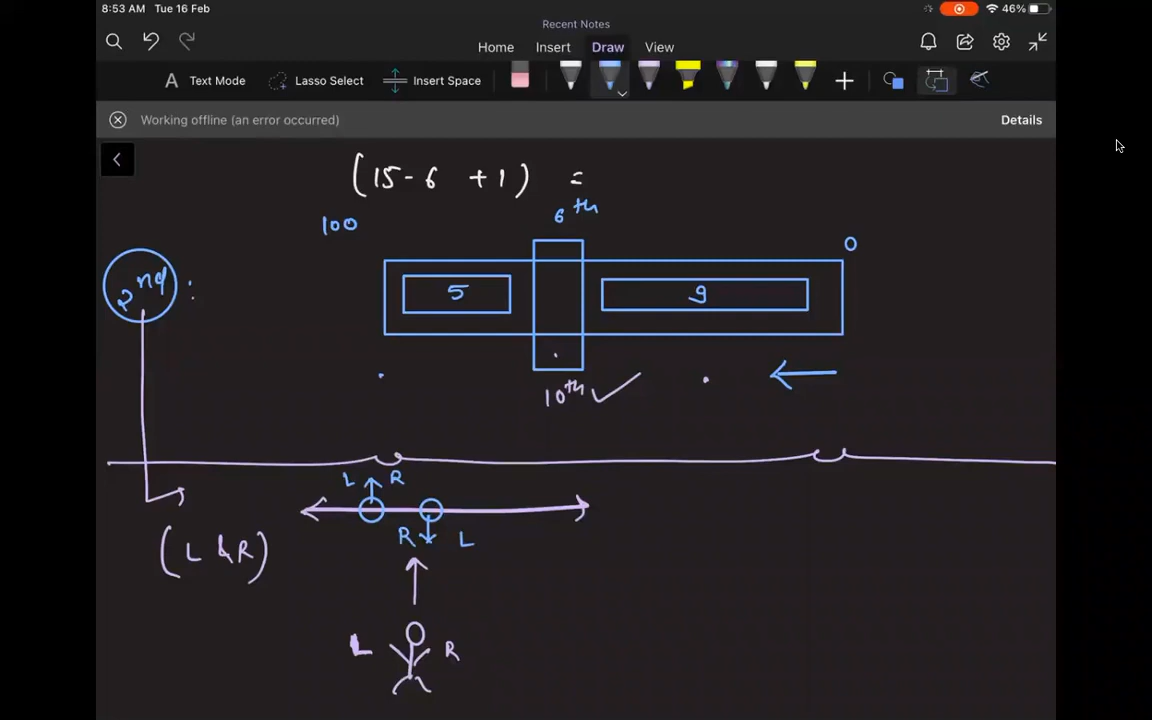 8:53 AM Tue 16 Feb
46%
Recent Notes
Home Insert Draw View
Text Mode Lasso Select Insert Space
Working offline (an error occurred) Details
(15-6 +1) =
100 6th 0
2nd :
5 9
10th
L R
R L
(L & R)
L R